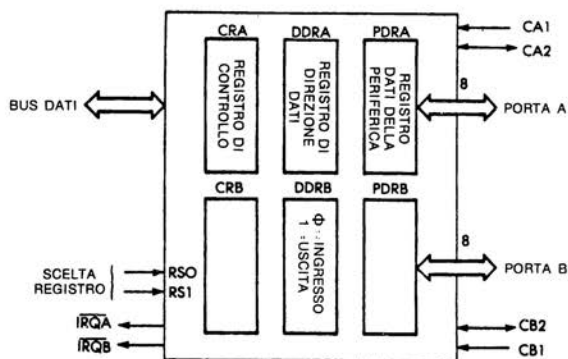 CRA DDRA PDRA
REGISTRO DI
CONTROLLO
REGISTRO DI
DIREZIONE
DATI
REGISTRO
DATI DELLA
PERIFERICA
CRB DDRB PDRB
Φ :INGRESSO
1 :USCITA
BUS DATI
SCELTA
REGISTRO
RS0
RS1
IRQA
IRQB
CA1
CA2
8
PORTA A
8
PORTA B
CB2
CB1